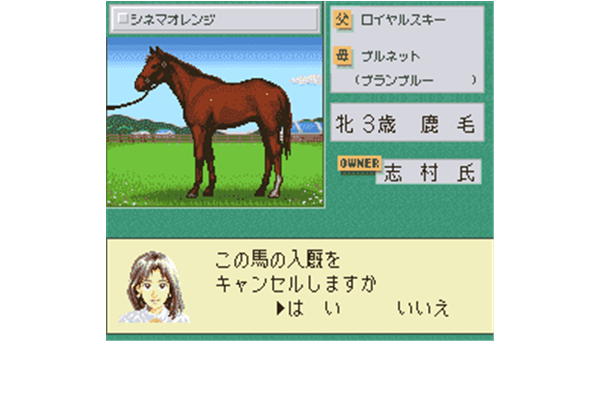 シネマオレンジ
父 ロイヤルスキー
母 ブルネット
(ブランブルー)
牝 3歳 鹿毛
OWNER 志村氏
この馬の入厩を
キャンセルしますか
▶は い いいえ